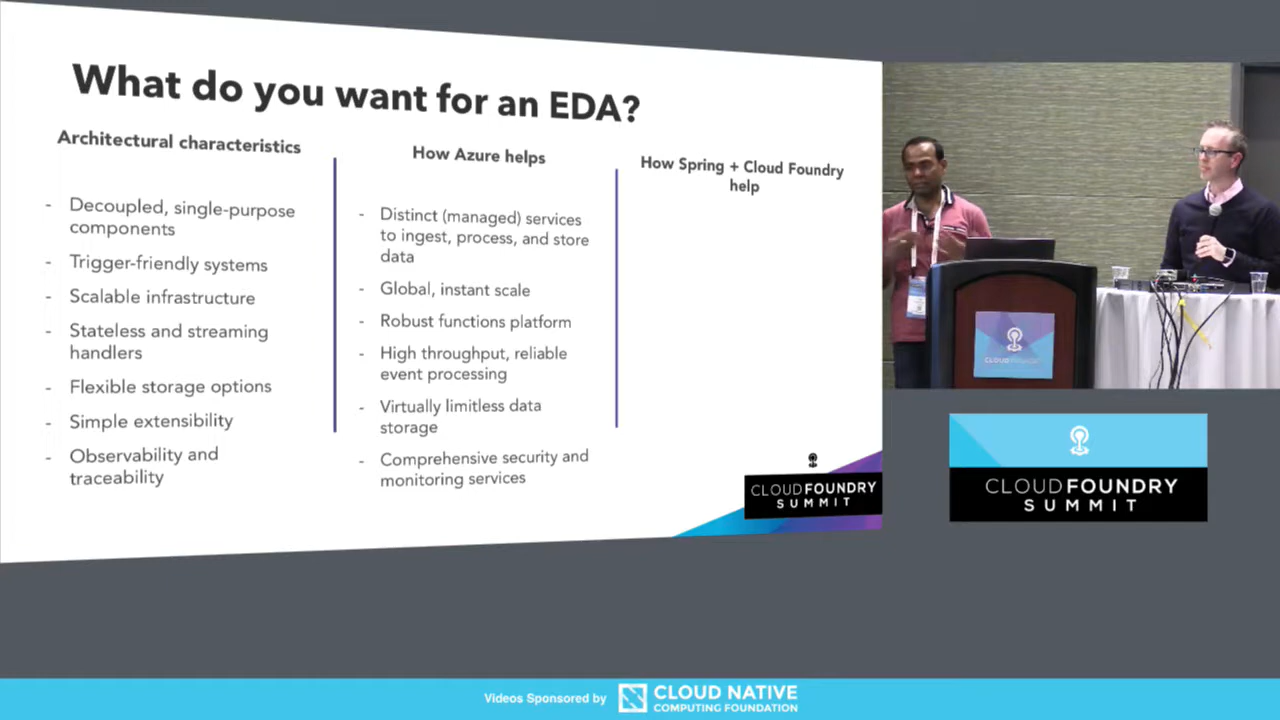 What do you want for an EDA?
Architectural characteristics
- Decoupled, single-purpose
components
- Trigger-friendly systems
- Scalable infrastructure
- Stateless and streaming
handlers
- Flexible storage options
- Simple extensibility
- Observability and
traceability
How Azure helps
- Distinct (managed) services
to ingest, process, and store
data
- Global, instant scale
- Robust functions platform
- High throughput, reliable
event processing
- Virtually limitless data
storage
- Comprehensive security and
monitoring services
How Spring + Cloud Foundry
help
CLOUDFOUNDRY
SUMMIT
CLOUDFOUNDRY
CLOUDFOUNDRY
SUMMIT
Videos Sponsored by
CLOUD NATIVE
COMPUTING FOUNDATION